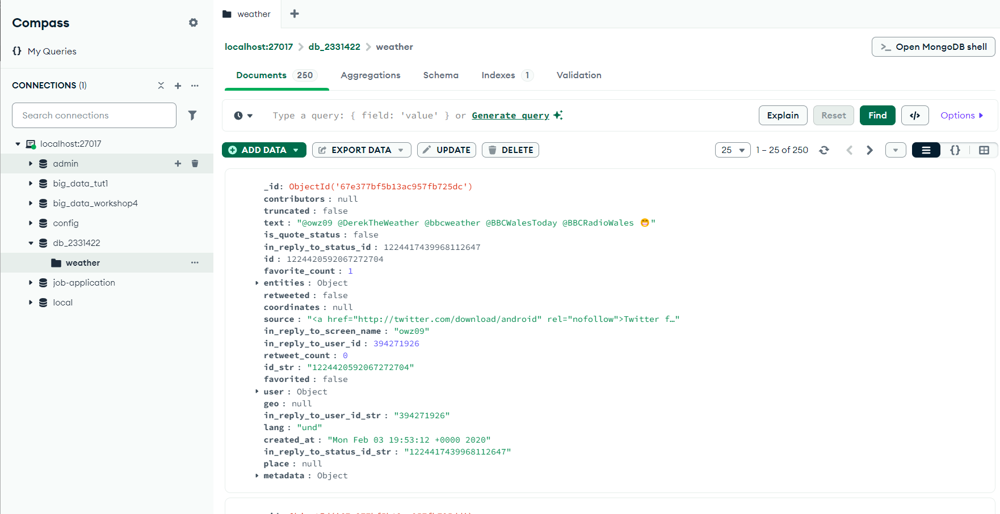 Compass
{} My Queries
CONNECTIONS (1)
Search connections
localhost:27017
admin
big_data_tut1
big_data_workshop4
config
db_2331422
weather
job-application
local
weather
localhost:27017 > db_2331422 > weather
>_ Open MongoDB shell
Documents 250 Aggregations Schema Indexes 1 Validation
Type a query: { field: 'value' } or Generate query
Explain Reset Find </> Options
ADD DATA EXPORT DATA UPDATE DELETE
25 1 – 25 of 250 {}
_id: ObjectId('67e377bf5b13ac957fb725dc')
contributors : null
truncated : false
text : "@owz09 @DerekTheWeather @bbcweather @BBCWalesToday @BBCRadioWales 😁"
is_quote_status : false
in_reply_to_status_id : 1224417439968112647
id : 1224420592067272704
favorite_count : 1
entities : Object
retweeted : false
coordinates : null
source : "<a href="http://twitter.com/download/android" rel="nofollow">Twitter f…"
in_reply_to_screen_name : "owz09"
in_reply_to_user_id : 394271926
retweet_count : 0
id_str : "1224420592067272704"
favorited : false
user : Object
geo : null
in_reply_to_user_id_str : "394271926"
lang : "und"
created_at : "Mon Feb 03 19:53:12 +0000 2020"
in_reply_to_status_id_str : "1224417439968112647"
place : null
metadata : Object